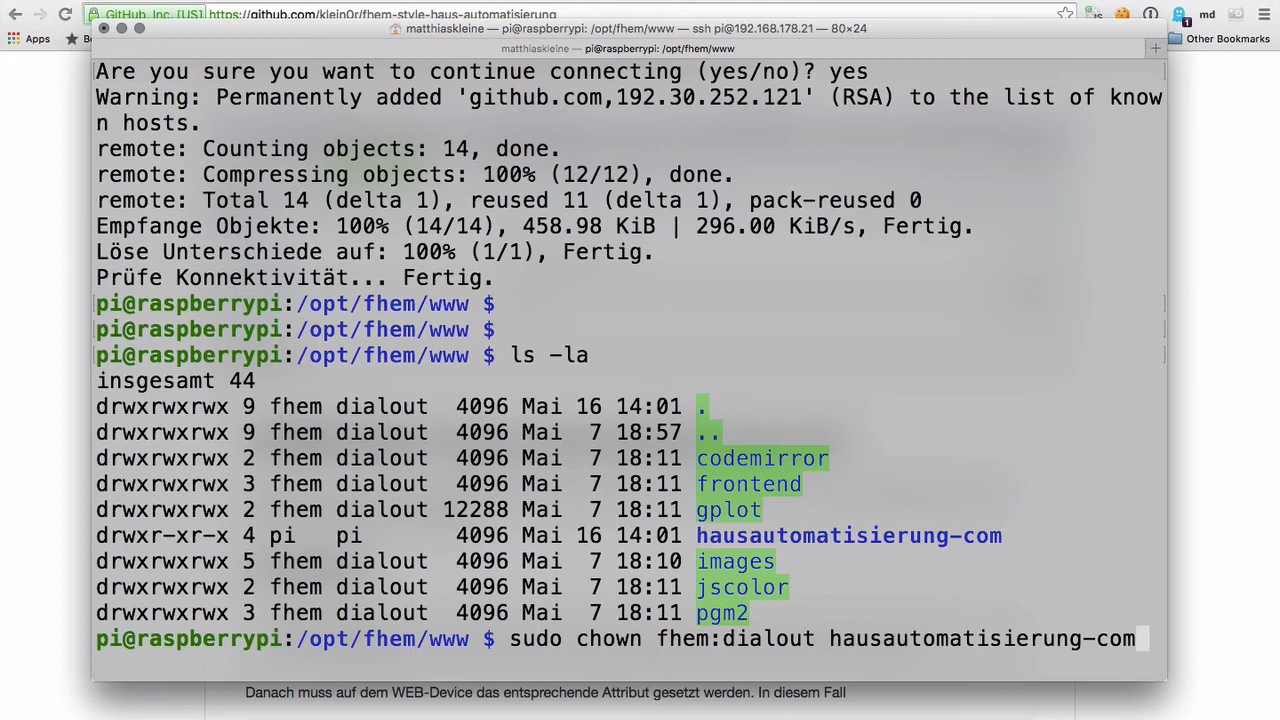 GitHub, Inc. [US] https://github.com/klein0r/fhem-style-haus-automatisierung
md
1
Apps
Other Bookmarks
matthiaskleine — pi@raspberrypi: /opt/fhem/www — ssh pi@192.168.178.21 — 80×24
matthiaskleine — pi@raspberrypi: /opt/fhem/www
Are you sure you want to continue connecting (yes/no)? yes
Warning: Permanently added 'github.com,192.30.252.121' (RSA) to the list of know
n hosts.
remote: Counting objects: 14, done.
remote: Compressing objects: 100% (12/12), done.
remote: Total 14 (delta 1), reused 11 (delta 1), pack-reused 0
Empfange Objekte: 100% (14/14), 458.98 KiB | 296.00 KiB/s, Fertig.
Löse Unterschiede auf: 100% (1/1), Fertig.
Prüfe Konnektivität... Fertig.
pi@raspberrypi:/opt/fhem/www $
pi@raspberrypi:/opt/fhem/www $
pi@raspberrypi:/opt/fhem/www $ ls -la
insgesamt 44
drwxrwxrwx 9 fhem dialout 4096 Mai 16 14:01 .
drwxrwxrwx 9 fhem dialout 4096 Mai 7 18:57 ..
drwxrwxrwx 2 fhem dialout 4096 Mai 7 18:11 codemirror
drwxrwxrwx 3 fhem dialout 4096 Mai 7 18:11 frontend
drwxrwxrwx 2 fhem dialout 12288 Mai 7 18:11 gplot
drwxr-xr-x 4 pi pi 4096 Mai 16 14:01 hausautomatisierung-com
drwxrwxrwx 5 fhem dialout 4096 Mai 7 18:10 images
drwxrwxrwx 2 fhem dialout 4096 Mai 7 18:11 jscolor
drwxrwxrwx 3 fhem dialout 4096 Mai 7 18:11 pgm2
pi@raspberrypi:/opt/fhem/www $ sudo chown fhem:dialout hausautomatisierung-com
Danach muss auf dem WEB-Device das entsprechende Attribut gesetzt werden. In diesem Fall